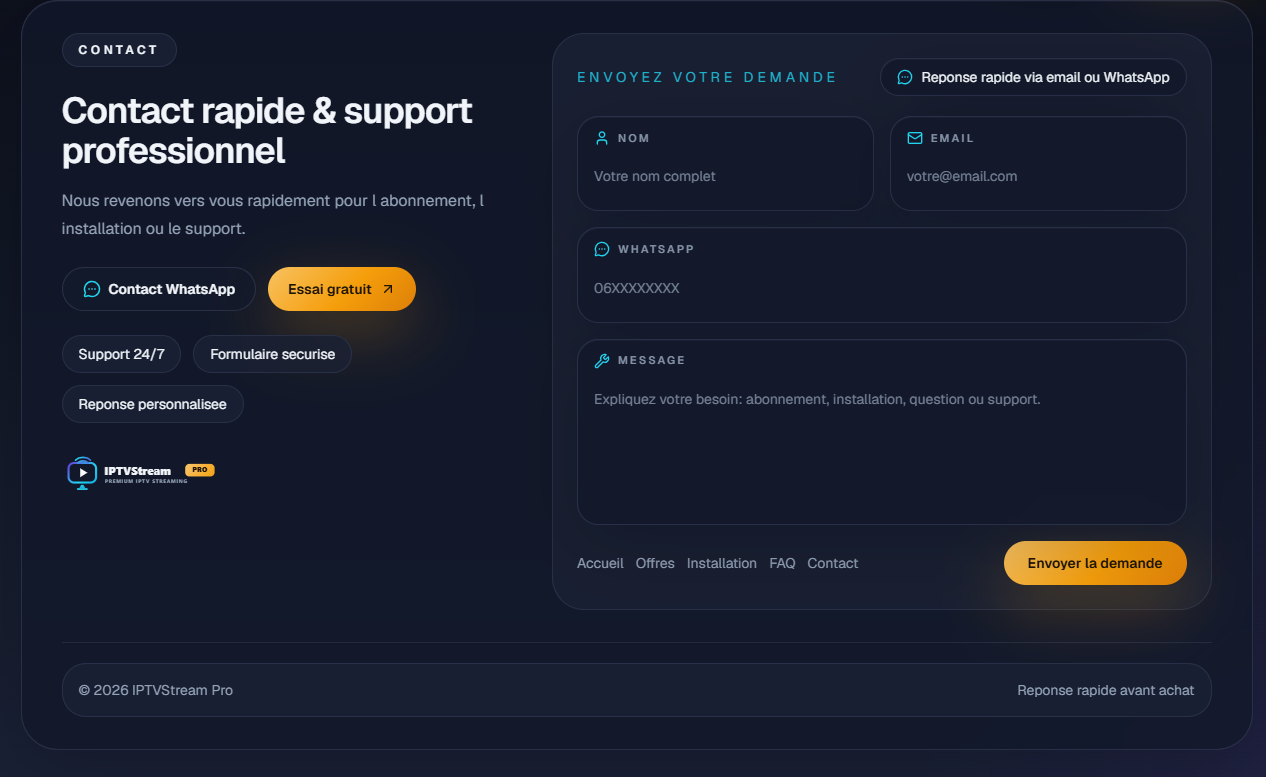 CONTACT
Contact rapide & support
professionnel
Nous revenons vers vous rapidement pour l abonnement, l
installation ou le support.
Contact WhatsApp
Essai gratuit
Support 24/7
Formulaire securise
Reponse personnalisee
IPTVStream PRO
PREMIUM IPTV STREAMING
ENVOYEZ VOTRE DEMANDE
Reponse rapide via email ou WhatsApp
NOM
Votre nom complet
EMAIL
votre@email.com
WHATSAPP
06XXXXXXXX
MESSAGE
Expliquez votre besoin: abonnement, installation, question ou support.
Accueil Offres Installation FAQ Contact
Envoyer la demande
© 2026 IPTVStream Pro
Reponse rapide avant achat